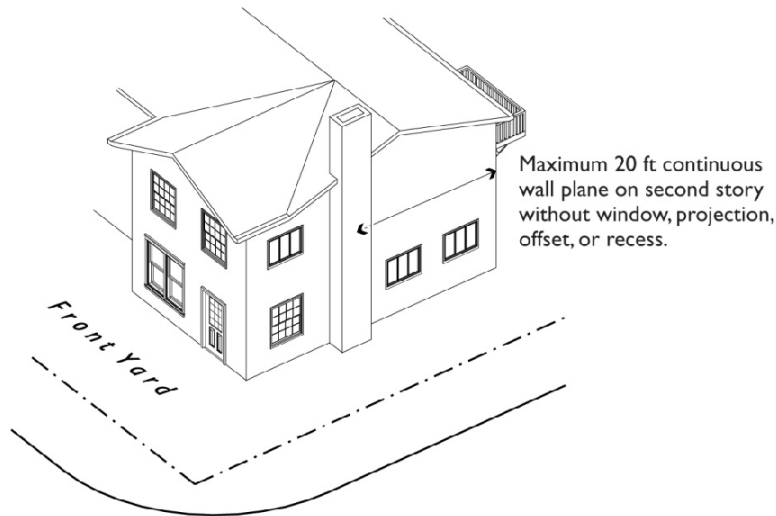 Maximum 20 ft continuous
wall plane on second story
without window, projection,
offset, or recess.
Front Yard